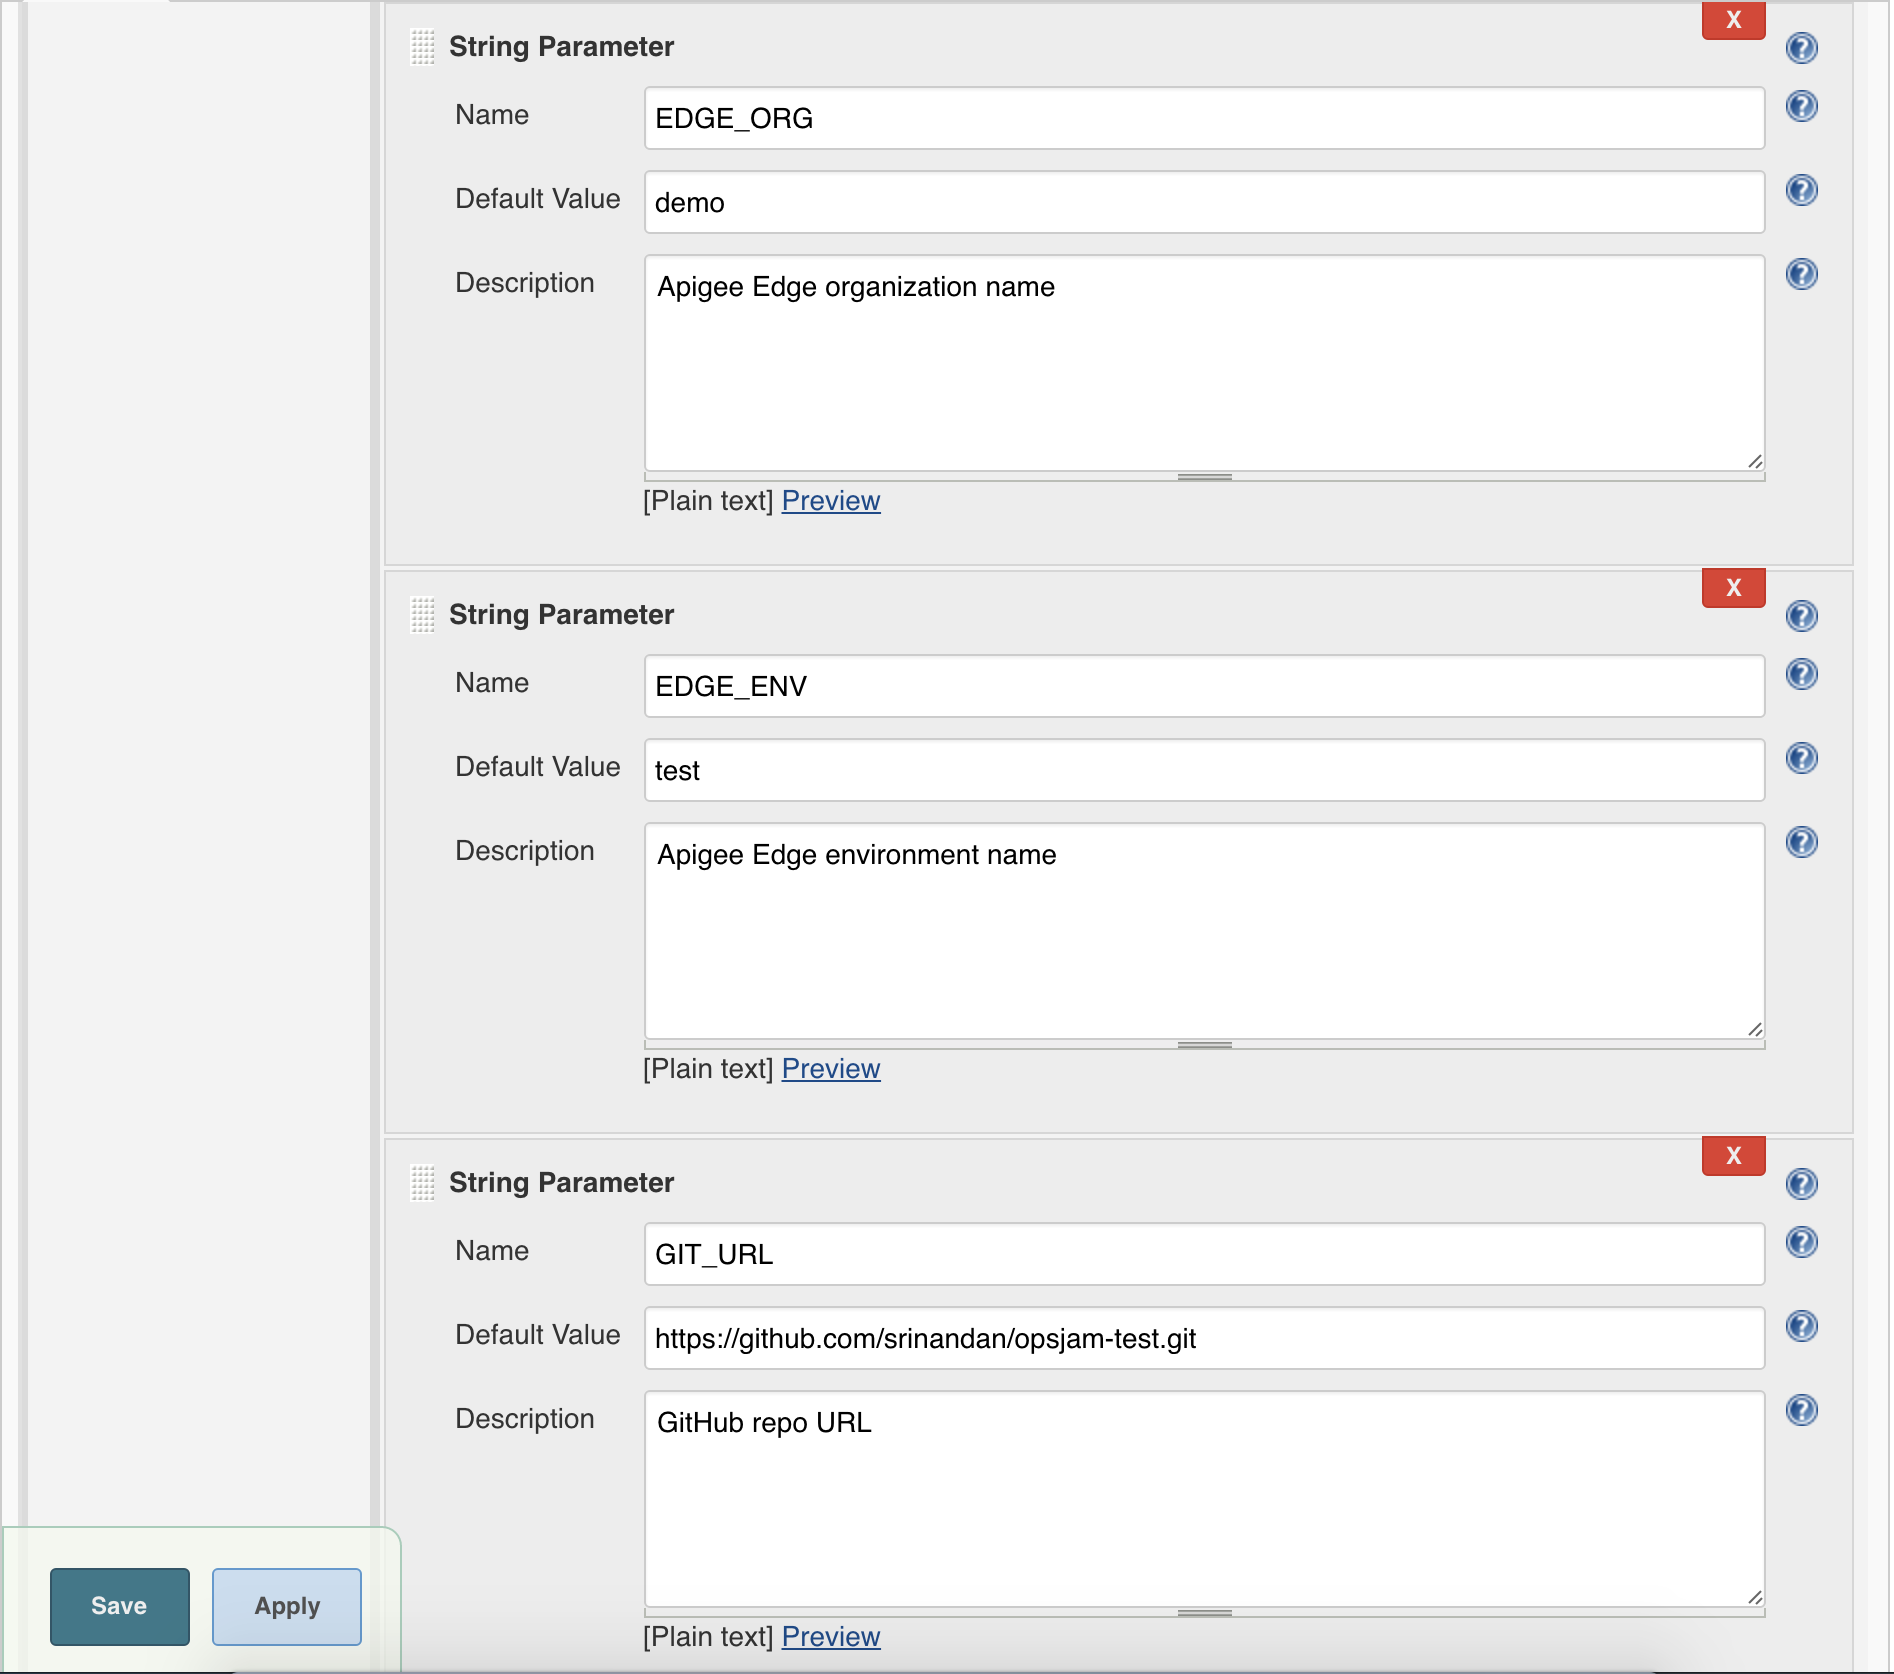 X
String Parameter
Name EDGE_ORG
Default Value demo
Description Apigee Edge organization name
[Plain text] Preview
X
String Parameter
Name EDGE_ENV
Default Value test
Description Apigee Edge environment name
[Plain text] Preview
X
String Parameter
Name GIT_URL
Default Value https://github.com/srinandan/opsjam-test.git
Description GitHub repo URL
Save Apply
[Plain text] Preview